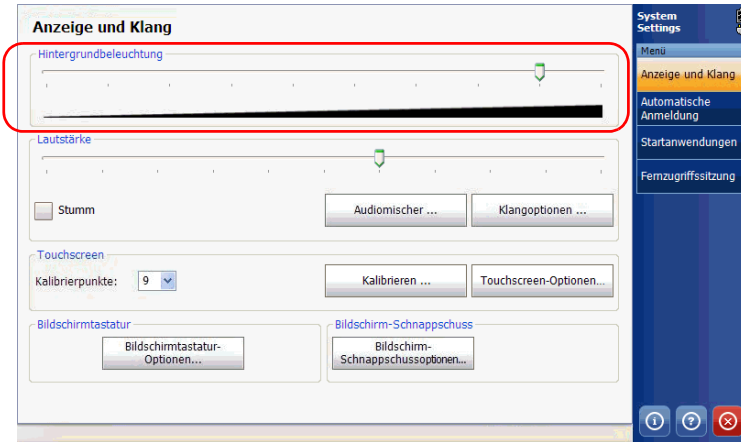 Anzeige und Klang
Hintergrundbeleuchtung
Lautstärke
Stumm
Audiomischer ...
Klangoptionen ...
Touchscreen
Kalibrierpunkte:
9
Kalibrieren ...
Touchscreen-Optionen...
Bildschirmtastatur
Bildschirmtastatur-
Optionen...
Bildschirm-Schnappschuss
Bildschirm-
Schnappschussoptionen...
System
Settings
Menü
Anzeige und Klang
Automatische
Anmeldung
Startanwendungen
Fernzugriffssitzung